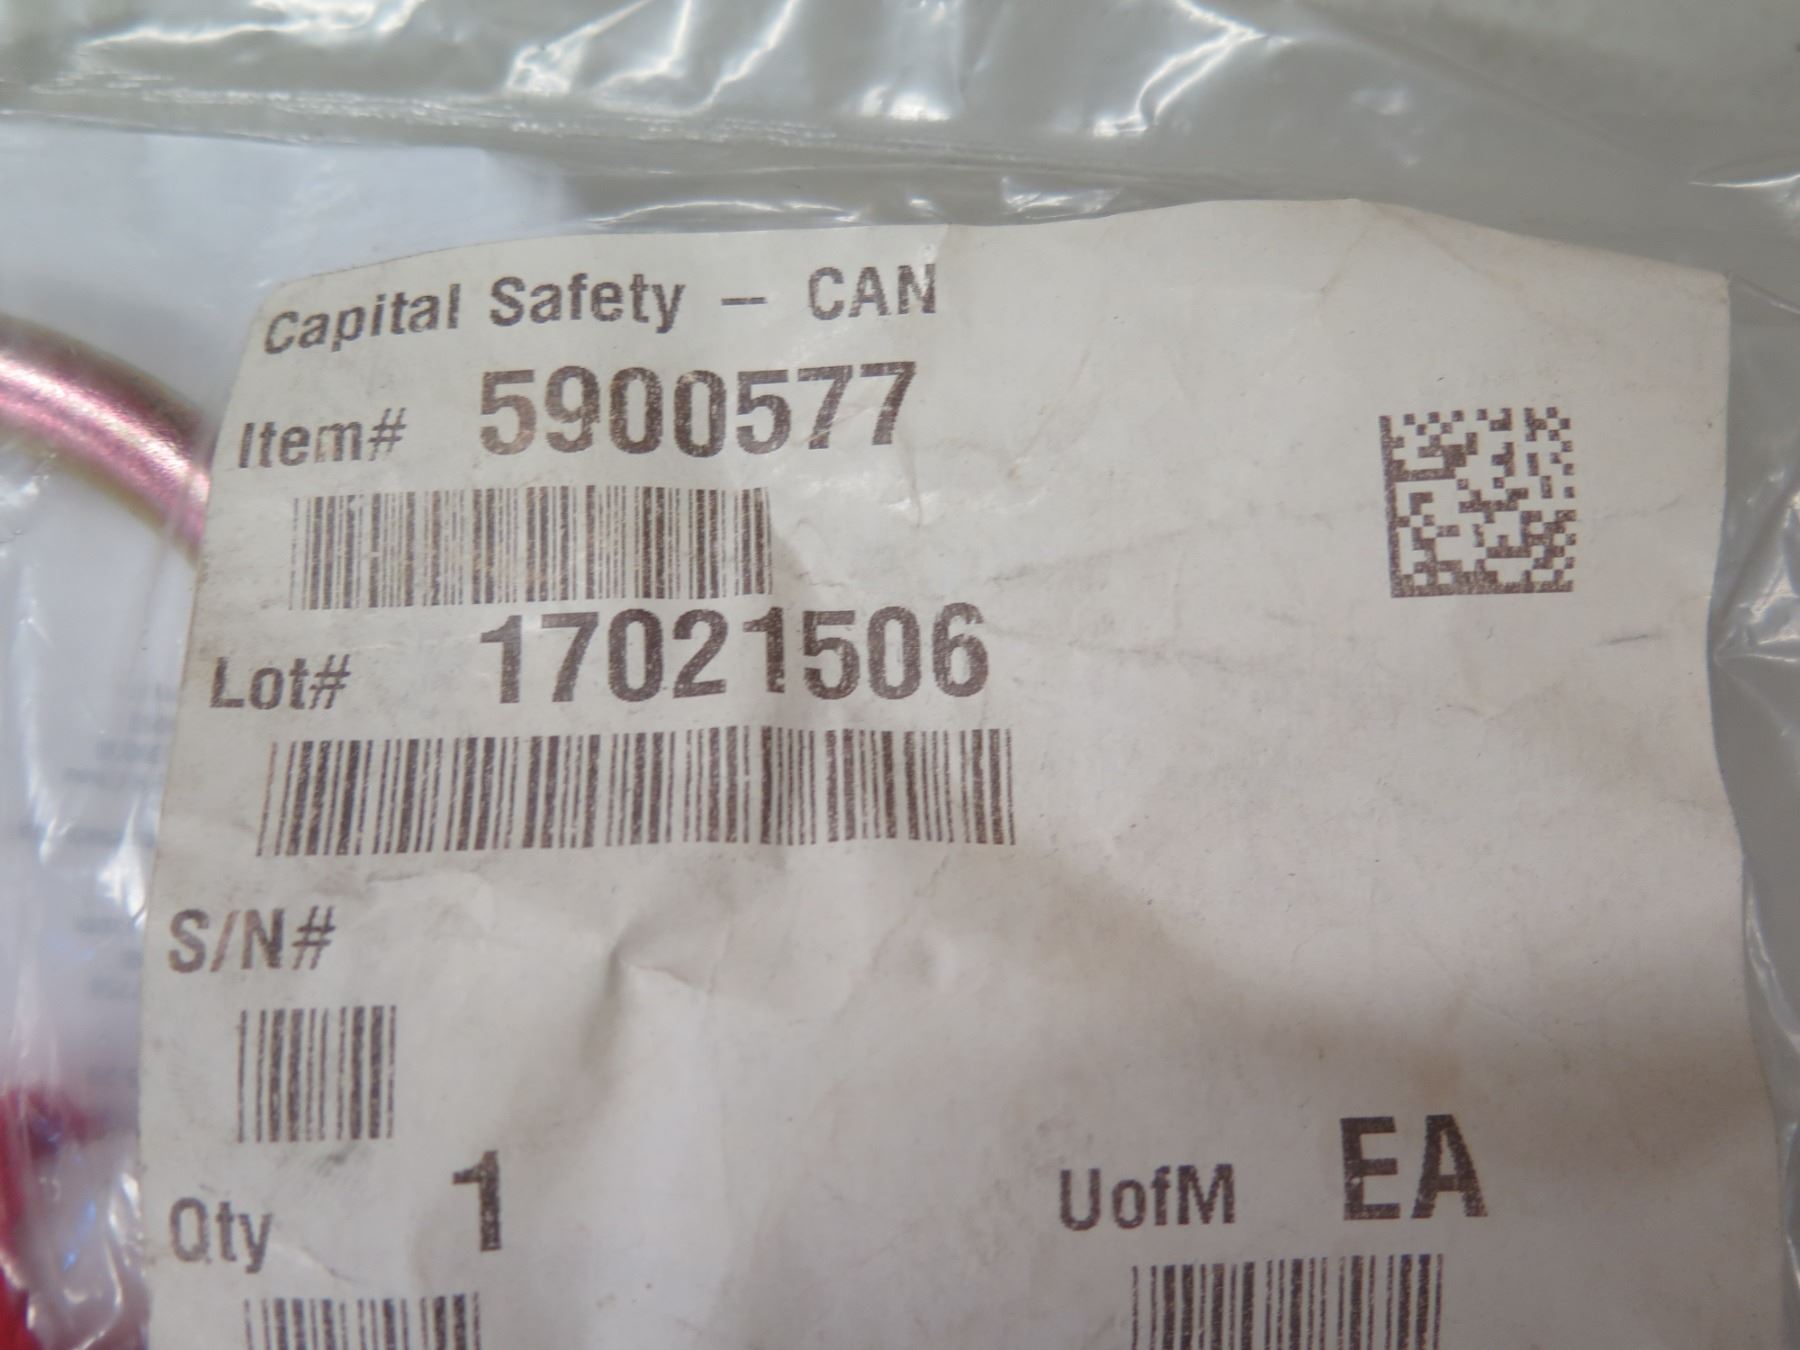 Capital Safety - CAN
Item# 5900577
Lot# 17021506
S/N#
Qty 1 UofM EA